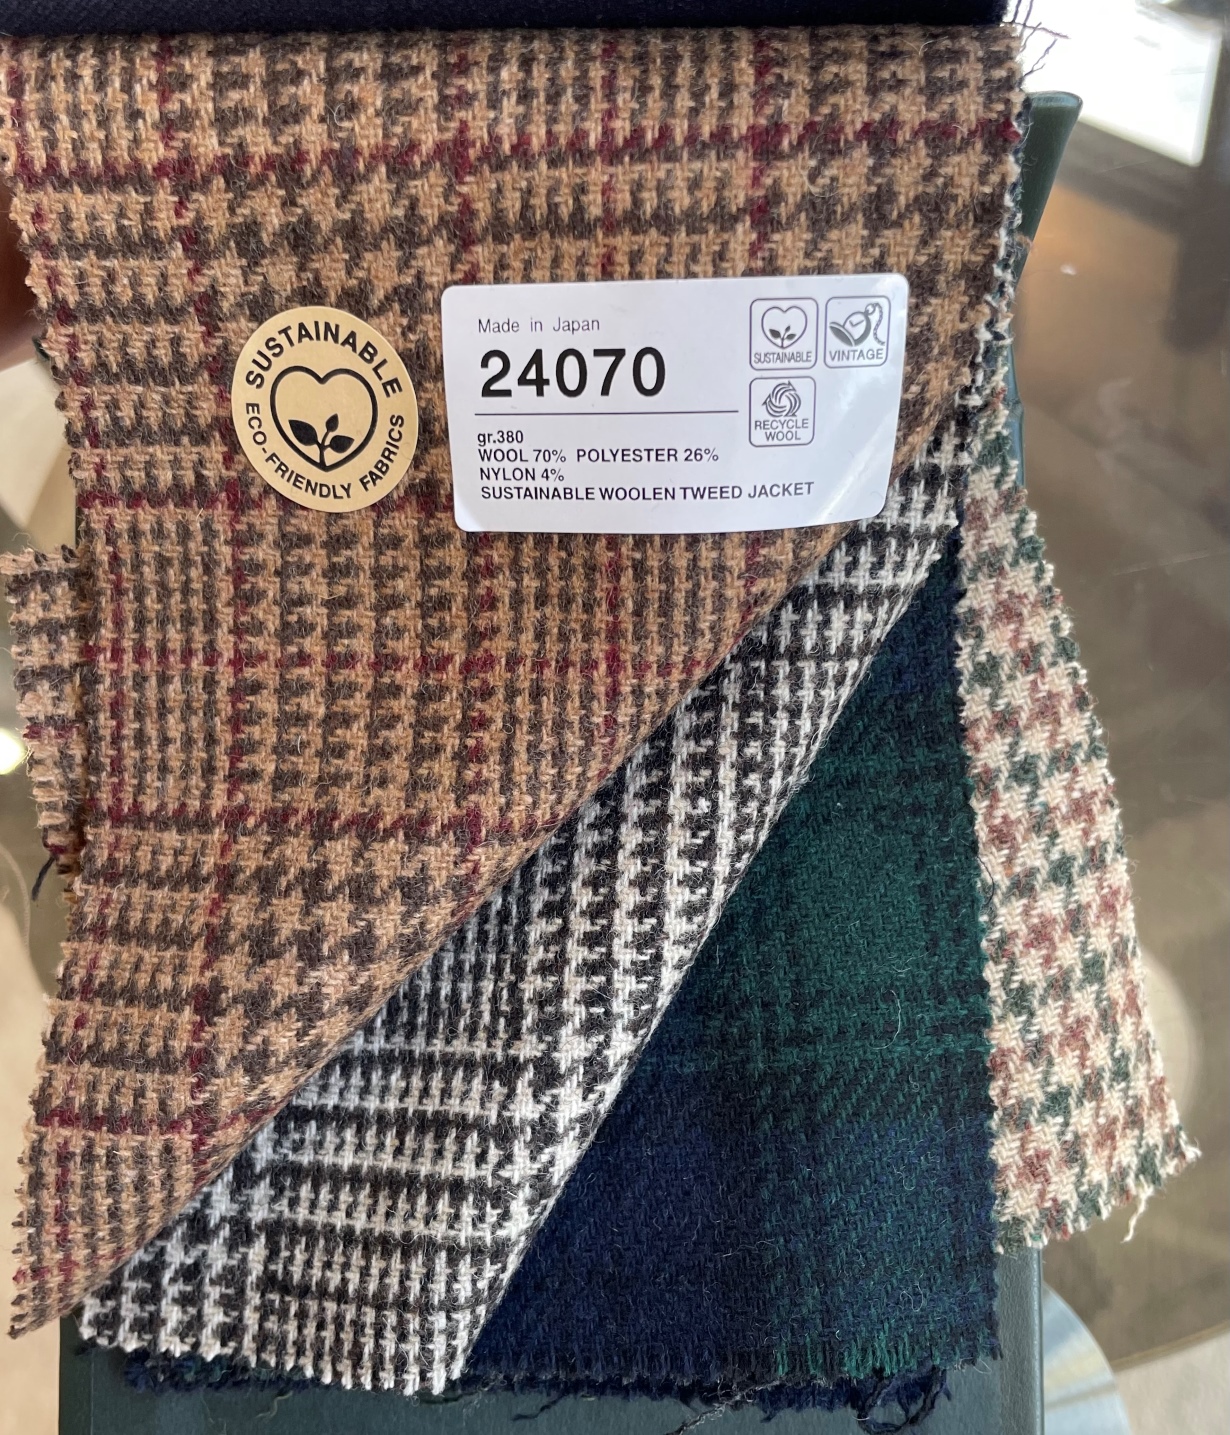 SUSTAINABLE
ECO-FRIENDLY FABRICS
Made in Japan
24070
gr.380
WOOL 70% POLYESTER 26%
NYLON 4%
SUSTAINABLE WOOLEN TWEED JACKET
SUSTAINABLE
VINTAGE
RECYCLE
WOOL